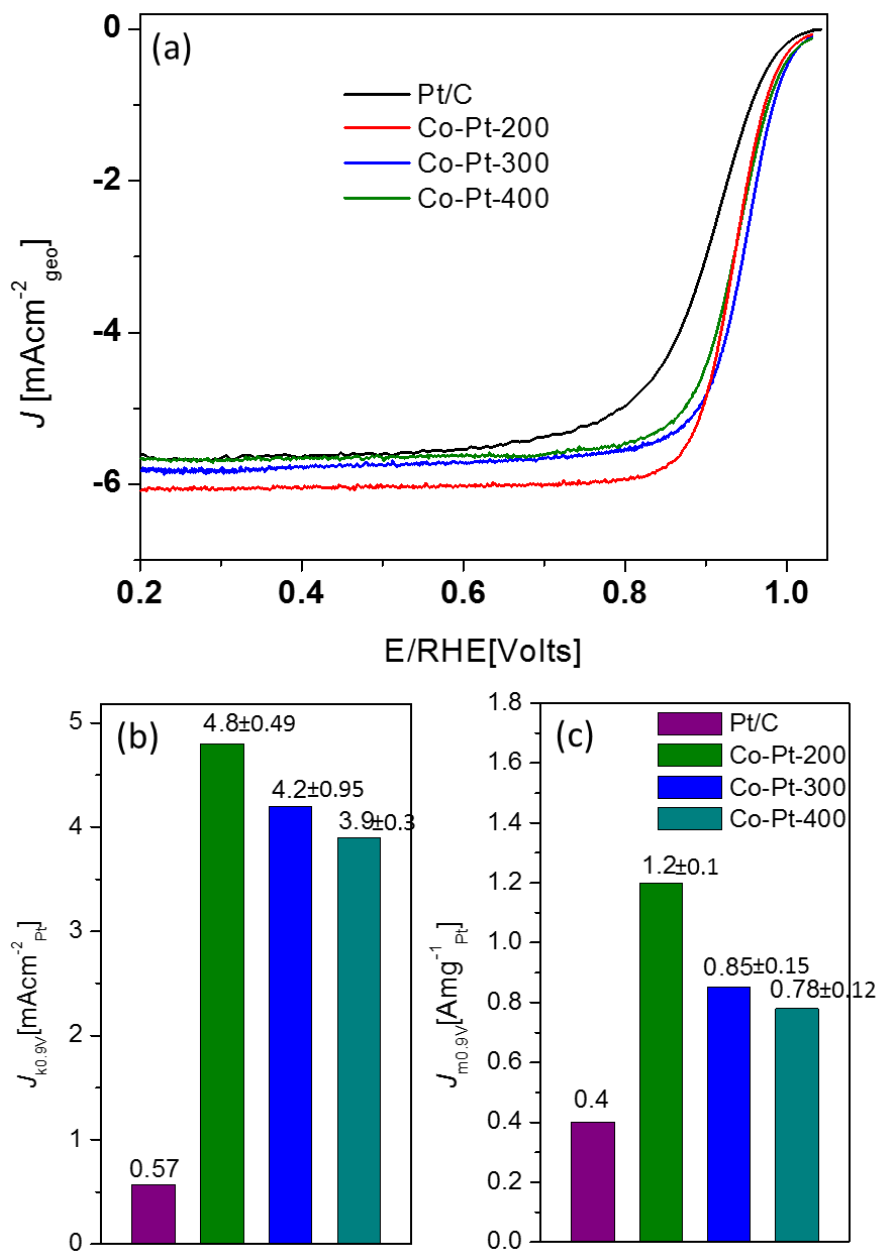 (a)
Pt/C
Co-Pt-200
Co-Pt-300
Co-Pt-400
0
-2
-4
-6
J [mAcm⁻²geo]
0.2 0.4 0.6 0.8 1.0
E/RHE[Volts]
(b)
5
4
3
2
1
0
Jk0.9V[mAcm⁻²Pt]
0.57
4.8±0.49
4.2±0.95
3.9±0.3
(c)
Pt/C
Co-Pt-200
Co-Pt-300
Co-Pt-400
1.8
1.6
1.4
1.2
1.0
0.8
0.6
0.4
0.2
0.0
Jm0.9V[Amg⁻¹Pt]
0.4
1.2±0.1
0.85±0.15
0.78±0.12